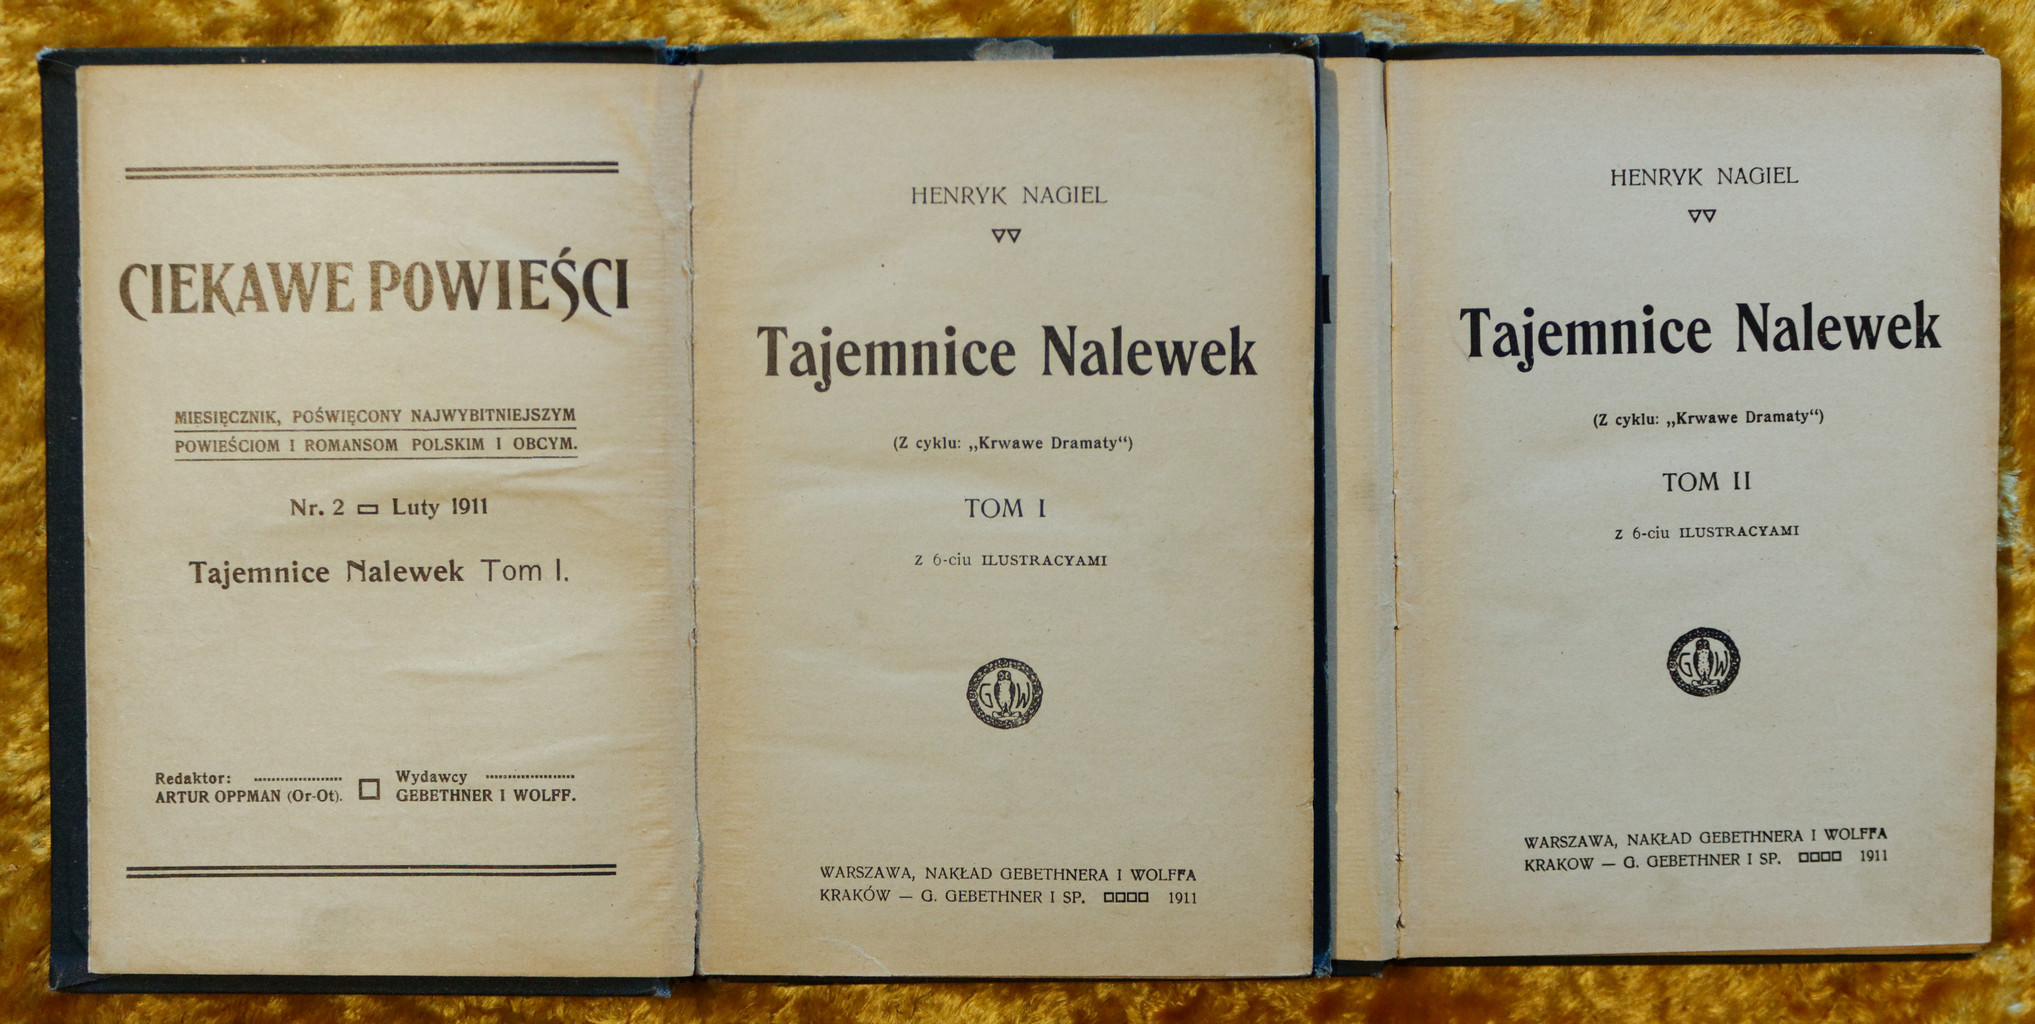 CIEKAWE POWIEŚCI
MIESIĘCZNIK, POŚWIĘCONY NAJWYBITNIEJSZYM
POWIEŚCIOM I ROMANSOM POLSKIM I OBCYM.
Nr. 2 ▭ Luty 1911
Tajemnice Nalewek Tom I.
Redaktor: ....................
ARTUR OPPMAN (Or-Ot).
Wydawcy ....................
GEBETHNER I WOLFF.
HENRYK NAGIEL
Tajemnice Nalewek
(Z cyklu: „Krwawe Dramaty“)
TOM I
Z 6-ciu ILUSTRACYAMI
G W
WARSZAWA, NAKŁAD GEBETHNERA I WOLFFA
KRAKÓW — G. GEBETHNER I SP. □□□□ 1911
HENRYK NAGIEL
Tajemnice Nalewek
(Z cyklu: „Krwawe Dramaty“)
TOM II
Z 6-ciu ILUSTRACYAMI
G W
WARSZAWA, NAKŁAD GEBETHNERA I WOLFFA
KRAKOW — G. GEBETHNER I SP. □□□□ 1911